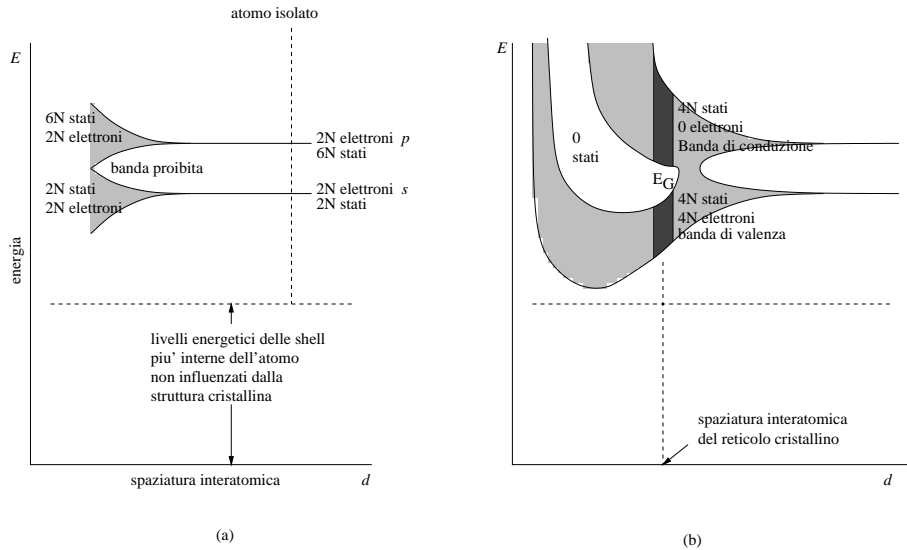 atomo isolato
E
6N stati
2N elettroni
2N elettroni p
6N stati
banda proibita
2N stati
2N elettroni
2N elettroni s
2N stati
energia
livelli energetici delle shell
piu' interne dell'atomo
non influenzati dalla
struttura cristallina
spaziatura interatomica
d
(a)
E
0
stati
4N stati
0 elettroni
Banda di conduzione
EG
4N stati
4N elettroni
banda di valenza
spaziatura interatomica
del reticolo cristallino
d
(b)